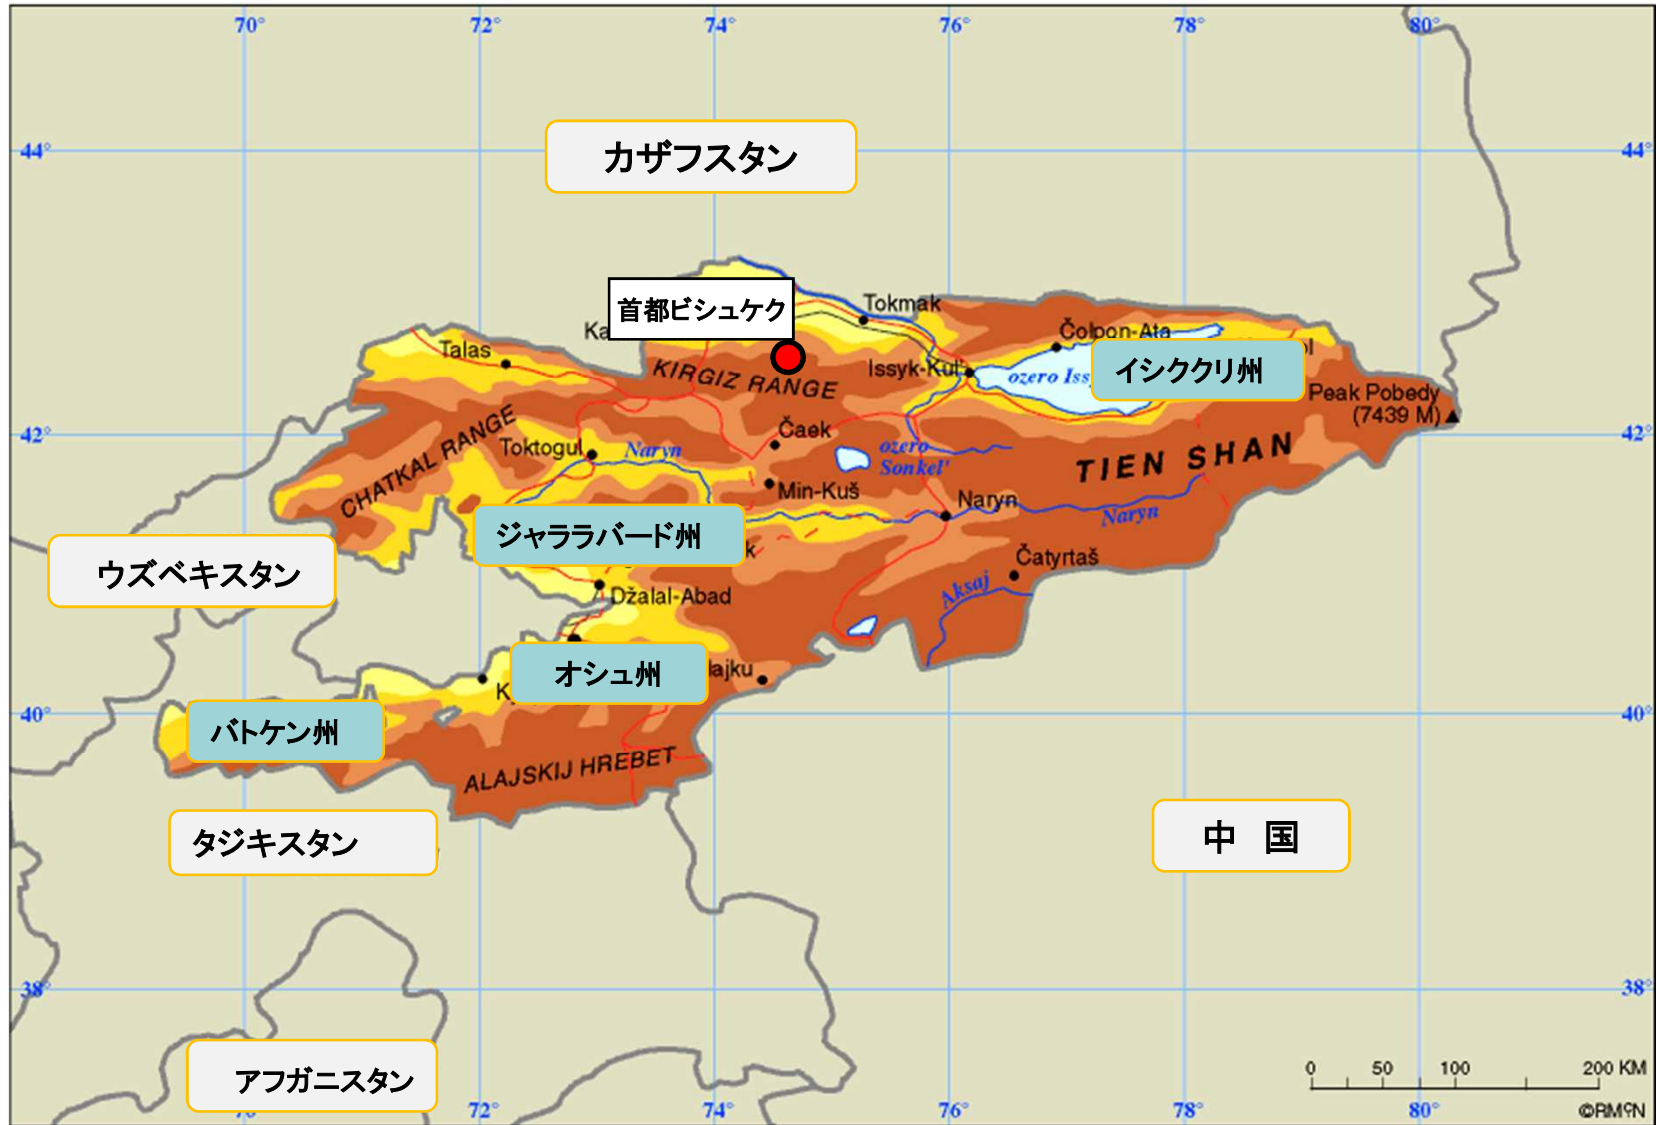 70° 72° 74° 76° 78° 80°
44° 44°
カザフスタン
首都ビシュケク
Tokmak
Čolpon-Ata
Talas
Issyk-Kul'
イシククリ州
KIRGIZ RANGE
Peak Pobedy
(7439 M)
42° 42°
CHATKAL RANGE
Čaek
Toktogul
Naryn
ozero
Sonkel'
TIEN SHAN
Min-Kuš
Naryn
Naryn
ジャララバード州
Čatyrtaš
ウズベキスタン
Aksaj
Džalal-Abad
オシュ州
バトケン州
40° 40°
ALAJSKIJ HREBET
タジキスタン
中 国
38° 38°
アフガニスタン
0 50 100 200 KM
72° 74° 76° 78° 80°